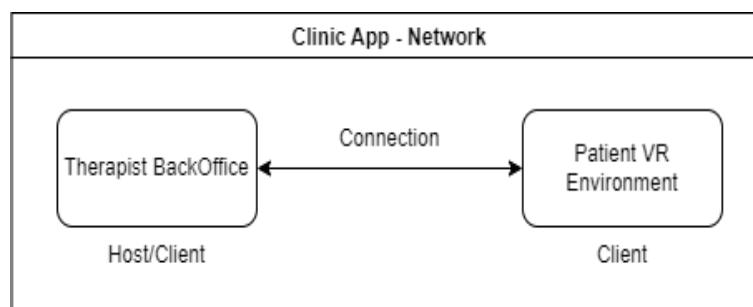 Clinic App - Network
Connection
Therapist BackOffice
Patient VR
Environment
Host/Client
Client